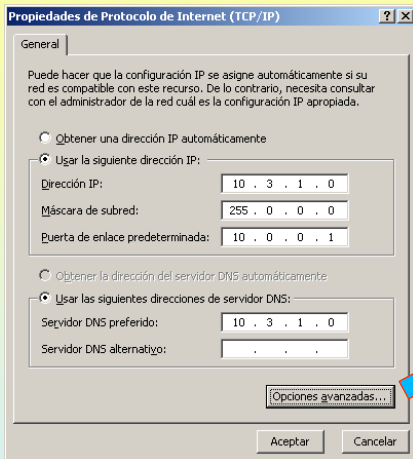 Propiedades de Protocolo de Internet (TCP/IP)
General
Puede hacer que la configuración IP se asigne automáticamente si su
red es compatible con este recurso. De lo contrario, necesita consultar
con el administrador de la red cuál es la configuración IP apropiada.
Obtener una dirección IP automáticamente
Usar la siguiente dirección IP:
Dirección IP: 10 . 3 . 1 . 0
Máscara de subred: 255 . 0 . 0 . 0
Puerta de enlace predeterminada: 10 . 0 . 0 . 1
Obtener la dirección del servidor DNS automáticamente
Usar las siguientes direcciones de servidor DNS:
Servidor DNS preferido: 10 . 3 . 1 . 0
Servidor DNS alternativo: . . .
Opciones avanzadas...
Aceptar Cancelar